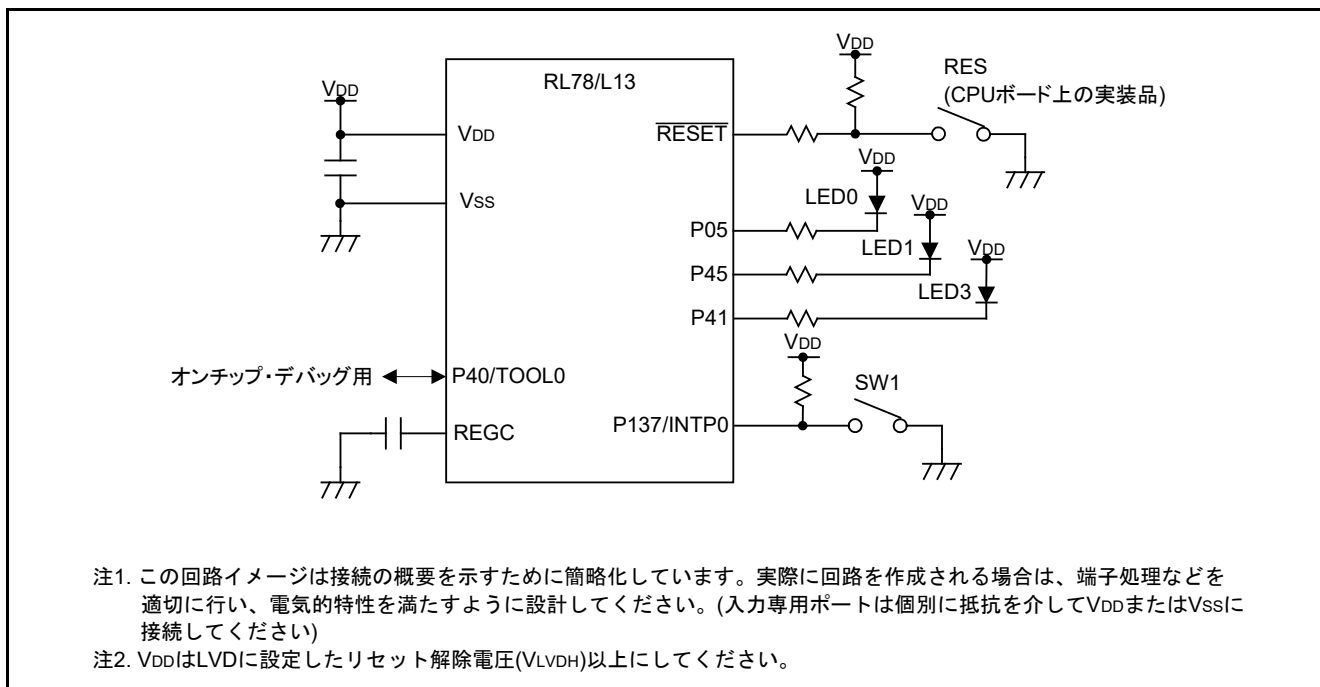 RL78/L13
VDD
VDD
VSS
RESET
VDD
RES
(CPUボード上の実装品)
VDD
LED0
P05
VDD
LED1
P45
VDD
LED3
P41
オンチップ・デバッグ用
P40/TOOL0
REGC
VDD
SW1
P137/INTP0
注1. この回路イメージは接続の概要を示すために簡略化しています。実際に回路を作成される場合は、端子処理などを
適切に行い、電気的特性を満たすように設計してください。(入力専用ポートは個別に抵抗を介してVDDまたはVSSに
接続してください)
注2. VDDはLVDに設定したリセット解除電圧(VLVDH)以上にしてください。